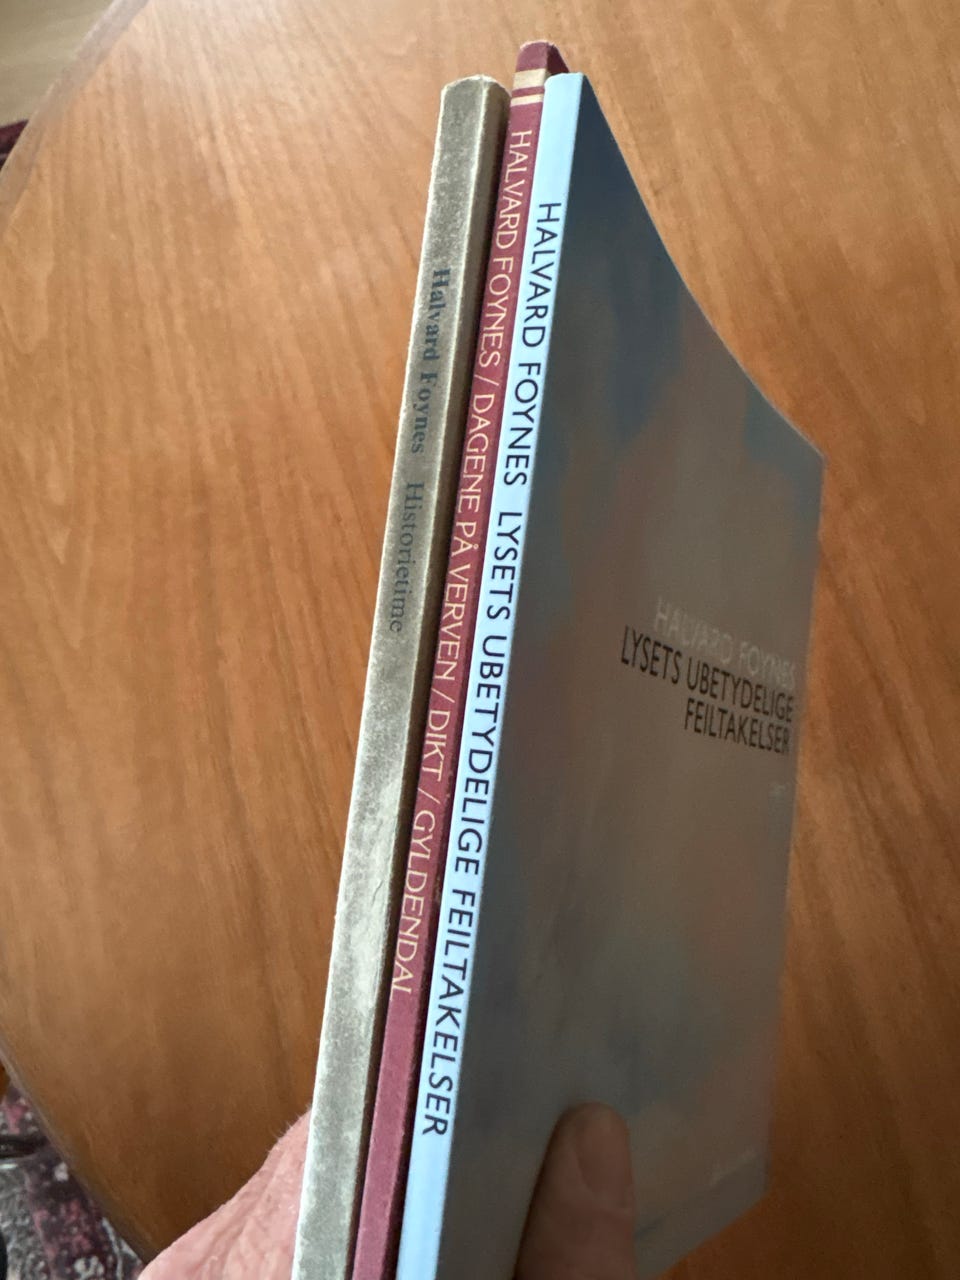 Halvard Foynes Historietime
HALVARD FOYNES / DAGENE PÅ VERVEN / DIKT / GYLDENDAL
HALVARD FOYNES LYSETS UBETYDELIGE FEILTAKELSER
HALVARD FOYNES
LYSETS UBETYDELIGE
FEILTAKELSER